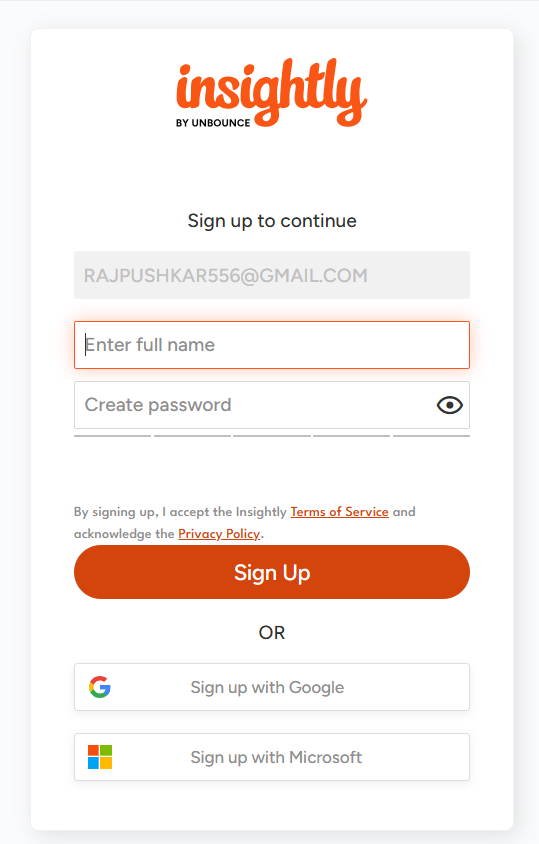 insightly
BY UNBOUNCE
Sign up to continue
RAJPUSHKAR556@GMAIL.COM
Enter full name
Create password
By signing up, I accept the Insightly Terms of Service and
acknowledge the Privacy Policy.
Sign Up
OR
Sign up with Google
Sign up with Microsoft